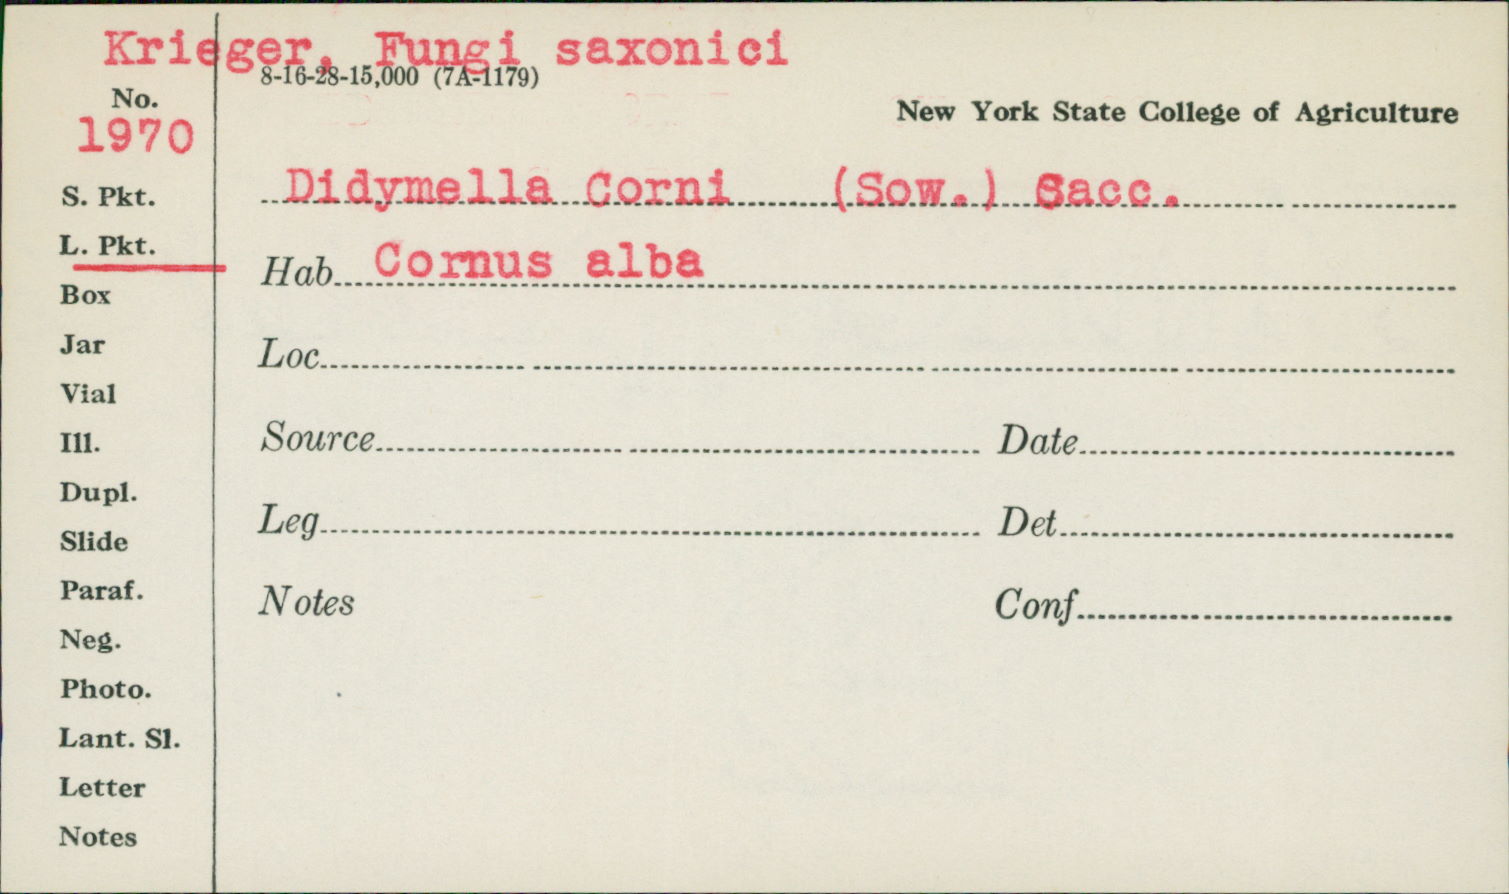 Krieger, Fungi saxonici
8-16-28-15,000 (7A-1179)
No.
1970
New York State College of Agriculture
S. Pkt.
Didymella Corni (Sow.) Sacc.
L. Pkt.
Hab. Cornus alba
Box
Jar
Loc.
Vial
Ill.
Source
Date
Dupl.
Slide
Leg
Det
Paraf.
Notes
Conf
Neg.
Photo.
Lant. Sl.
Letter
Notes